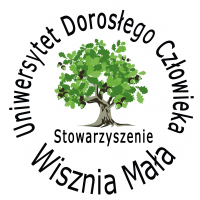 Uniwersytet Dorosłego Człowieka
Stowarzyszenie
Wisznia Mała